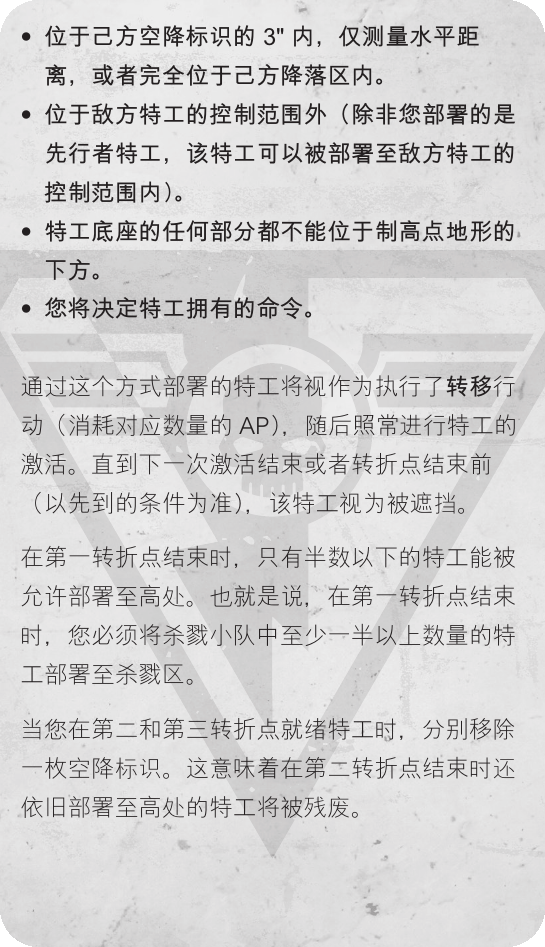 • 位于己方空降标识的 3" 内，仅测量水平距
离，或者完全位于己方降落区内。
• 位于敌方特工的控制范围外（除非您部署的是
先行者特工，该特工可以被部署至敌方特工的
控制范围内）。
• 特工底座的任何部分都不能位于制高点地形的
下方。
• 您将决定特工拥有的命令。
通过这个方式部署的特工将视作为执行了转移行
动（消耗对应数量的 AP），随后照常进行特工的
激活。直到下一次激活结束或者转折点结束前
（以先到的条件为准），该特工视为被遮挡。
在第一转折点结束时，只有半数以下的特工能被
允许部署至高处。也就是说，在第一转折点结束
时，您必须将杀戮小队中至少一半以上数量的特
工部署至杀戮区。
当您在第二和第三转折点就绪特工时，分别移除
一枚空降标识。这意味着在第二转折点结束时还
依旧部署至高处的特工将被残废。